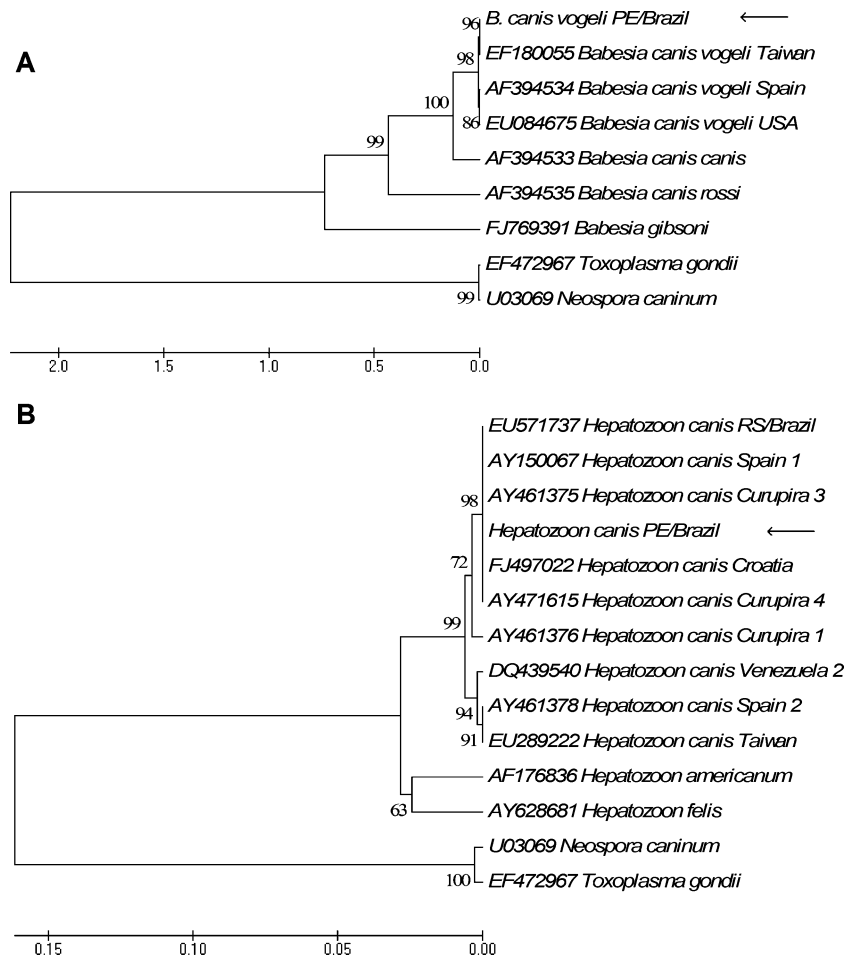 B. canis vogeli PE/Brazil
96
EF180055 Babesia canis vogeli Taiwan
98
AF394534 Babesia canis vogeli Spain
A
100
EU084675 Babesia canis vogeli USA
86
99
AF394533 Babesia canis canis
AF394535 Babesia canis rossi
FJ769391 Babesia gibsoni
EF472967 Toxoplasma gondii
99
U03069 Neospora caninum
2.0 1.5 1.0 0.5 0.0
B
EU571737 Hepatozoon canis RS/Brazil
AY150067 Hepatozoon canis Spain 1
98
AY461375 Hepatozoon canis Curupira 3
Hepatozoon canis PE/Brazil
72
FJ497022 Hepatozoon canis Croatia
AY471615 Hepatozoon canis Curupira 4
99
AY461376 Hepatozoon canis Curupira 1
DQ439540 Hepatozoon canis Venezuela 2
94
AY461378 Hepatozoon canis Spain 2
91
EU289222 Hepatozoon canis Taiwan
AF176836 Hepatozoon americanum
63
AY628681 Hepatozoon felis
U03069 Neospora caninum
100
EF472967 Toxoplasma gondii
0.15 0.10 0.05 0.00